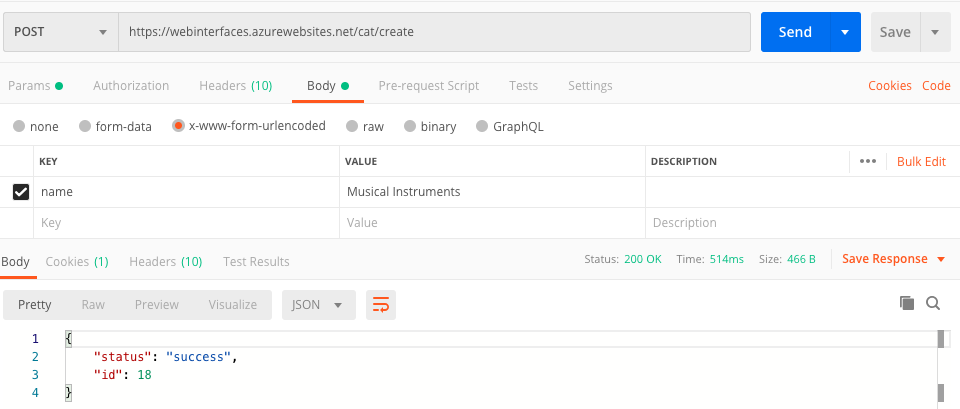 POST https://webinterfaces.azurewebsites.net/cat/create Send Save
Params Authorization Headers (10) Body Pre-request Script Tests Settings Cookies Code
none form-data x-www-form-urlencoded raw binary GraphQL
KEY VALUE DESCRIPTION ••• Bulk Edit
name Musical Instruments
Key Value Description
Body Cookies (1) Headers (10) Test Results Status: 200 OK Time: 514ms Size: 466 B Save Response
Pretty Raw Preview Visualize JSON
1 {
2 "status": "success",
3 "id": 18
4 }